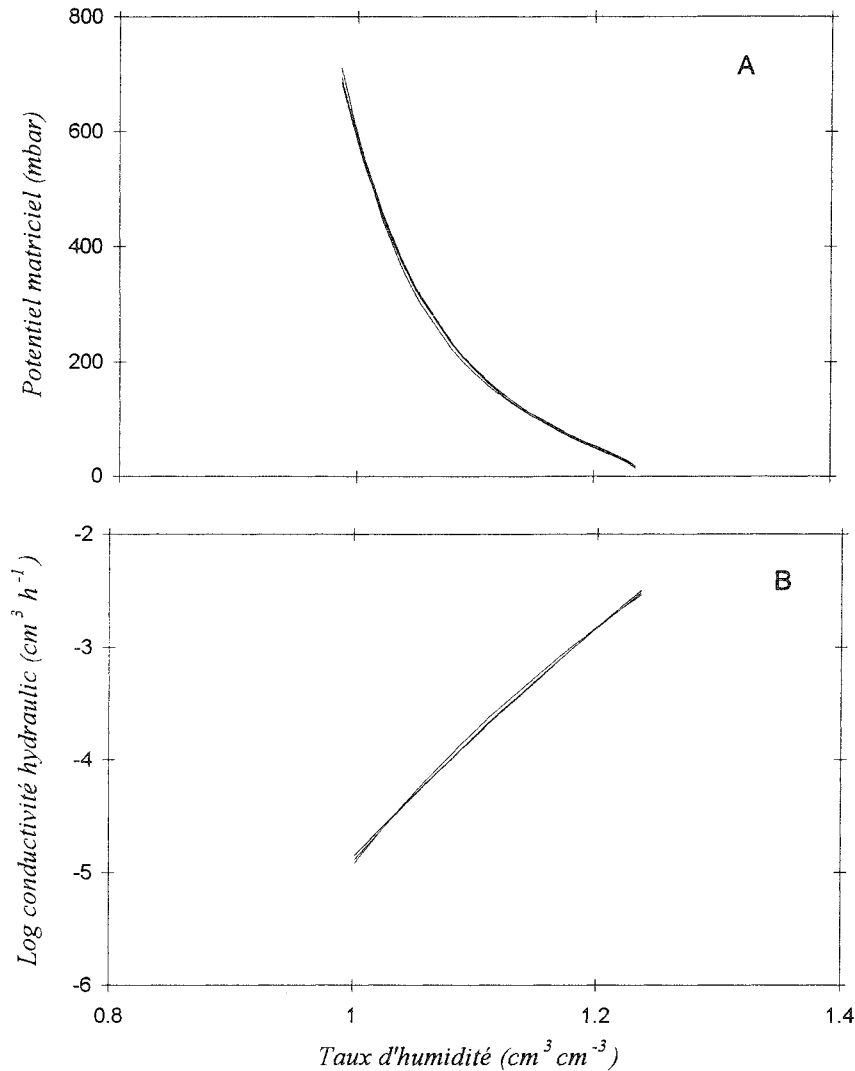 800
600
400
200
0
A
Potentiel matriciel (mbar)
-2
-3
-4
-5
-6
B
Log conductivité hydraulic (cm³ h⁻¹)
0.8
1
1.2
1.4
Taux d'humidité (cm³ cm⁻³)